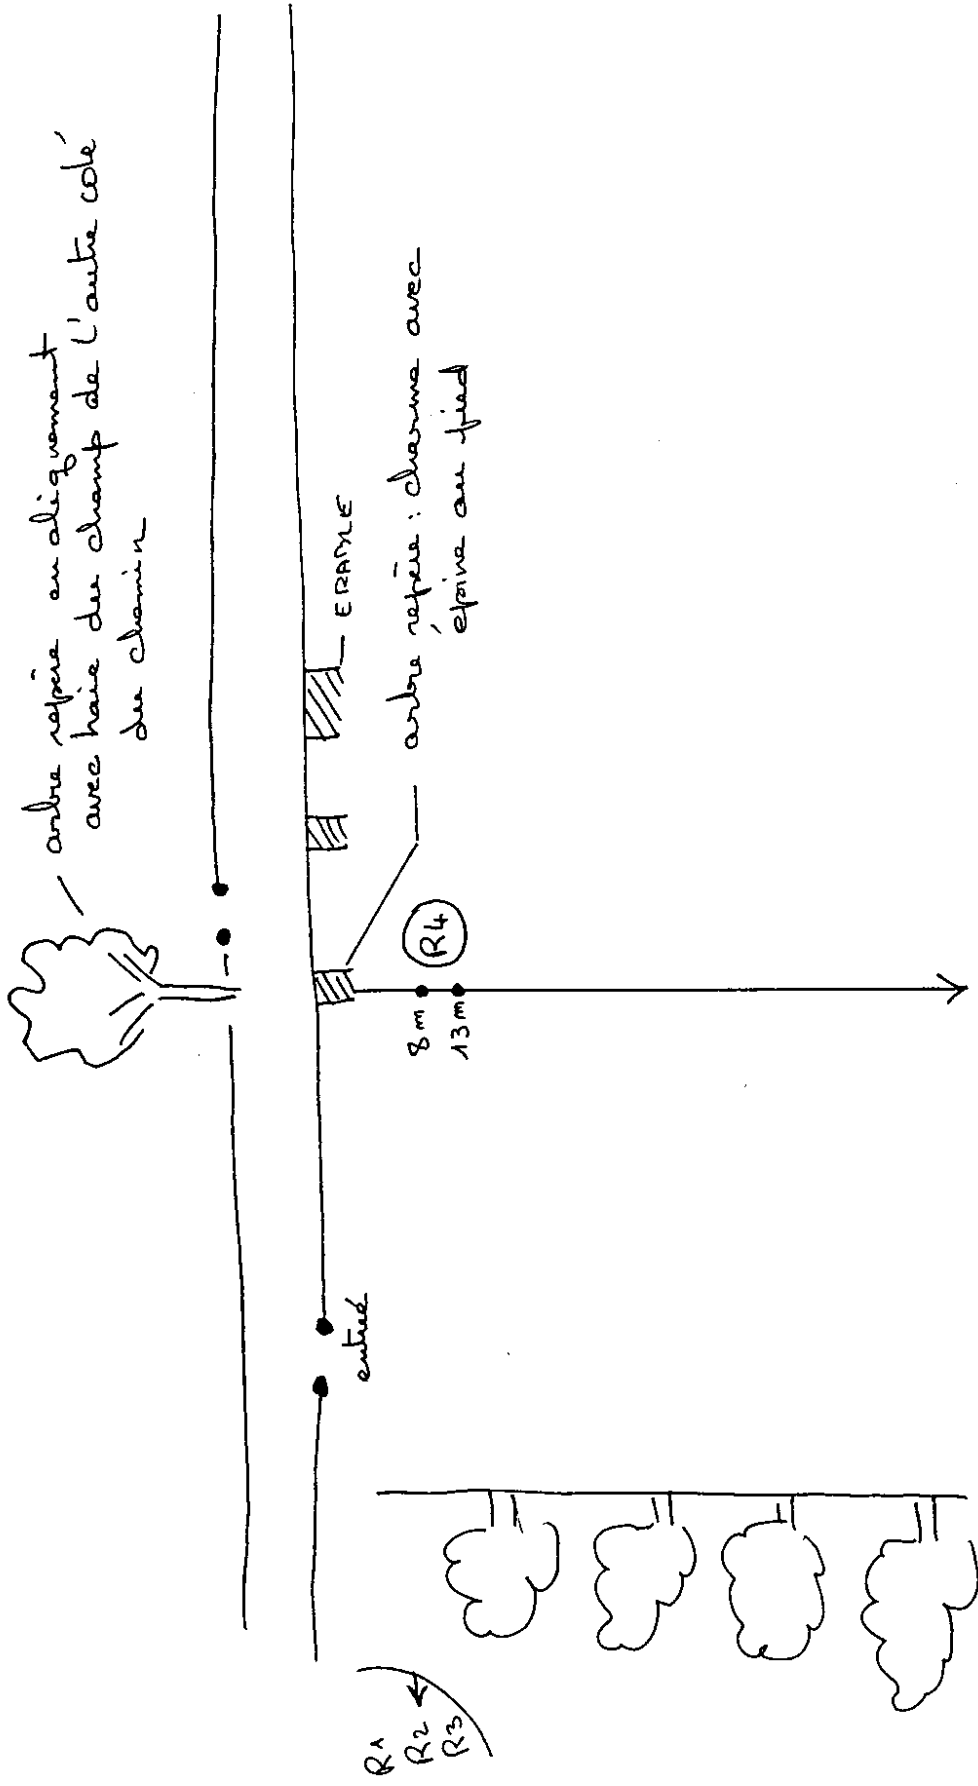 arbre repère en alignement
avec haie du champ de l'autre côté
du chemin
ERABLE
arbre repère : charme avec
épine au pied
R4
8m
13m
entrée
R1
R2
R3